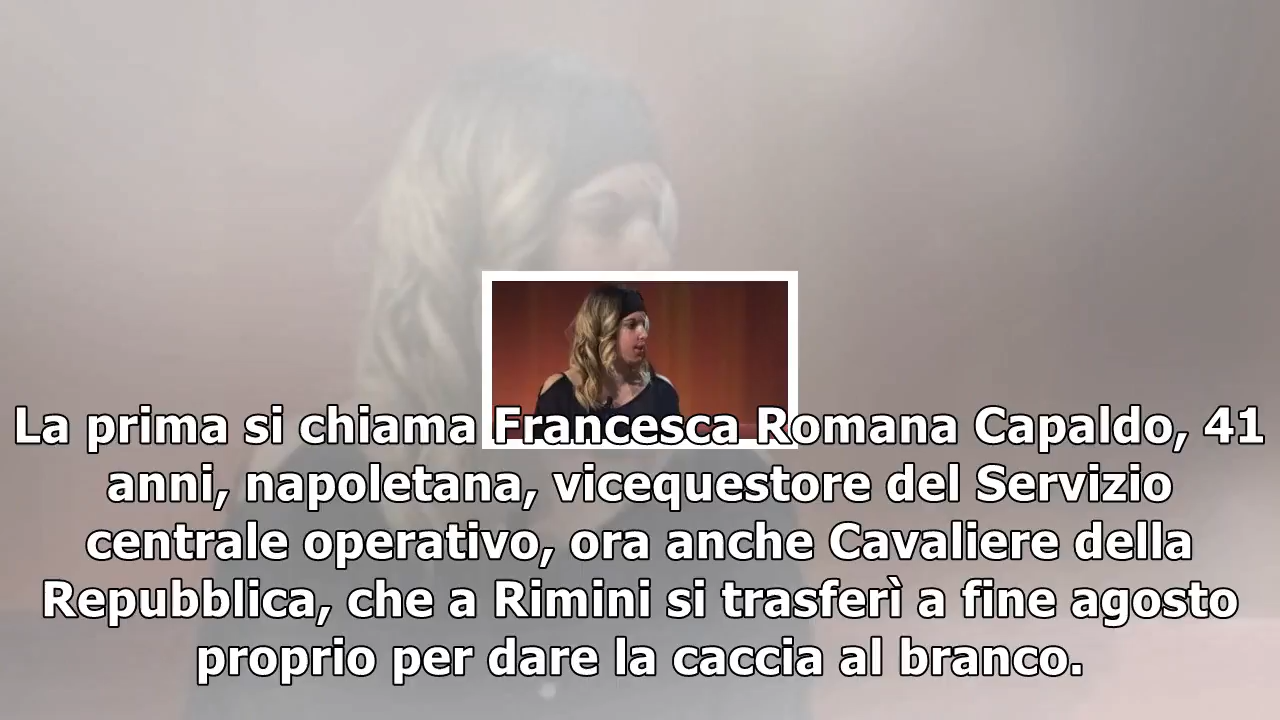 La prima si chiama Francesca Romana Capaldo, 41
anni, napoletana, vicequestore del Servizio
centrale operativo, ora anche Cavaliere della
Repubblica, che a Rimini si trasferì a fine agosto
proprio per dare la caccia al branco.